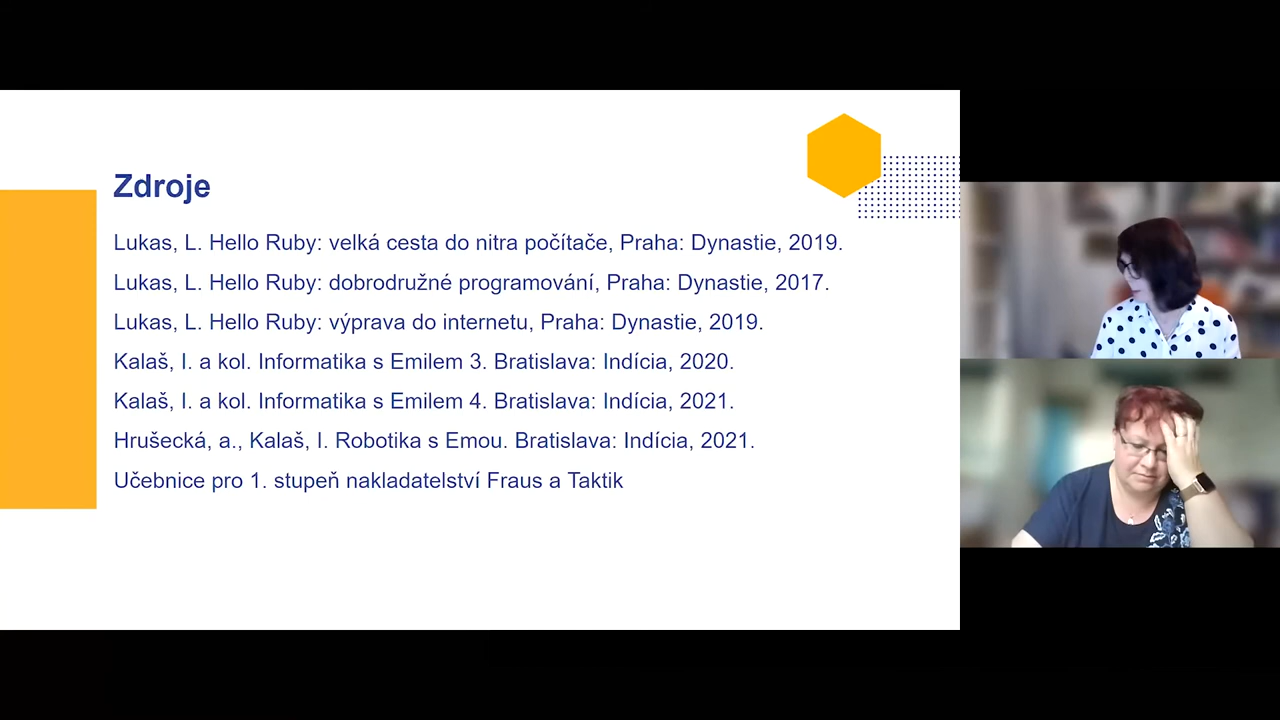 Zdroje
Lukas, L. Hello Ruby: velká cesta do nitra počítače, Praha: Dynastie, 2019.
Lukas, L. Hello Ruby: dobrodružné programování, Praha: Dynastie, 2017.
Lukas, L. Hello Ruby: výprava do internetu, Praha: Dynastie, 2019.
Kalaš, I. a kol. Informatika s Emilem 3. Bratislava: Indícia, 2020.
Kalaš, I. a kol. Informatika s Emilem 4. Bratislava: Indícia, 2021.
Hrušecká, a., Kalaš, I. Robotika s Emou. Bratislava: Indícia, 2021.
Učebnice pro 1. stupeň nakladatelství Fraus a Taktik